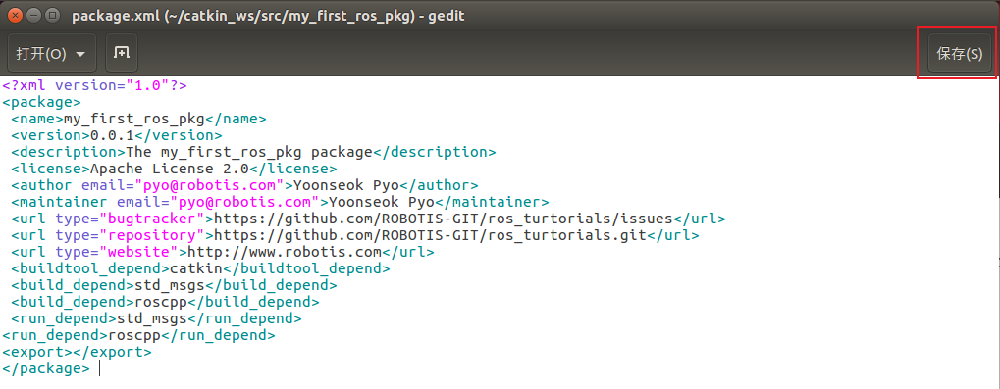 package.xml (~/catkin_ws/src/my_first_ros_pkg) - gedit
打开(O) 保存(S)
<?xml version="1.0"?>
<package>
 <name>my_first_ros_pkg</name>
 <version>0.0.1</version>
 <description>The my_first_ros_pkg package</description>
 <license>Apache License 2.0</license>
 <author email="pyo@robotis.com">Yoonseok Pyo</author>
 <maintainer email="pyo@robotis.com">Yoonseok Pyo</maintainer>
 <url type="bugtracker">https://github.com/ROBOTIS-GIT/ros_turtorials/issues</url>
 <url type="repository">https://github.com/ROBOTIS-GIT/ros_turtorials.git</url>
 <url type="website">http://www.robotis.com</url>
 <buildtool_depend>catkin</buildtool_depend>
 <build_depend>std_msgs</build_depend>
 <build_depend>roscpp</build_depend>
 <run_depend>std_msgs</run_depend>
<run_depend>roscpp</run_depend>
<export></export>
</package>